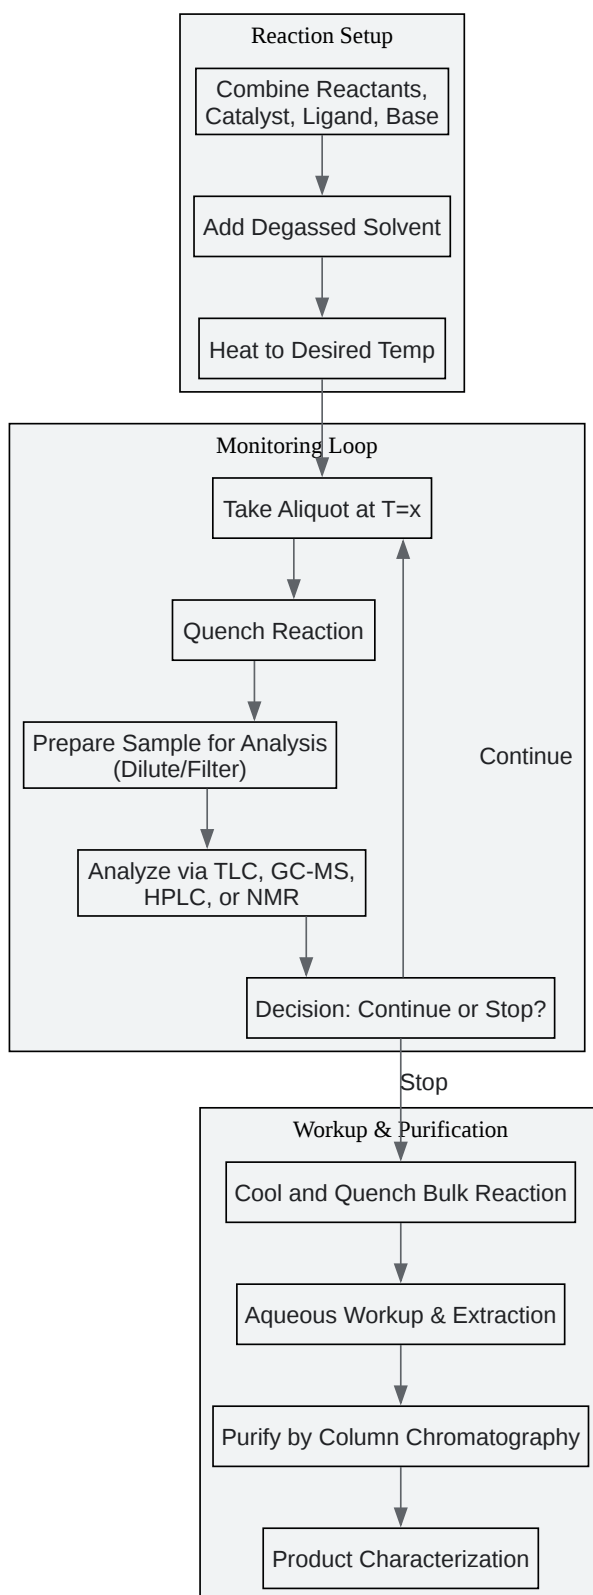 Reaction Setup
Combine Reactants,
Catalyst, Ligand, Base
Add Degassed Solvent
Heat to Desired Temp
Monitoring Loop
Take Aliquot at T=x
Quench Reaction
Prepare Sample for Analysis
(Dilute/Filter)
Continue
Analyze via TLC, GC-MS,
HPLC, or NMR
Decision: Continue or Stop?
Stop
Workup & Purification
Cool and Quench Bulk Reaction
Aqueous Workup & Extraction
Purify by Column Chromatography
Product Characterization